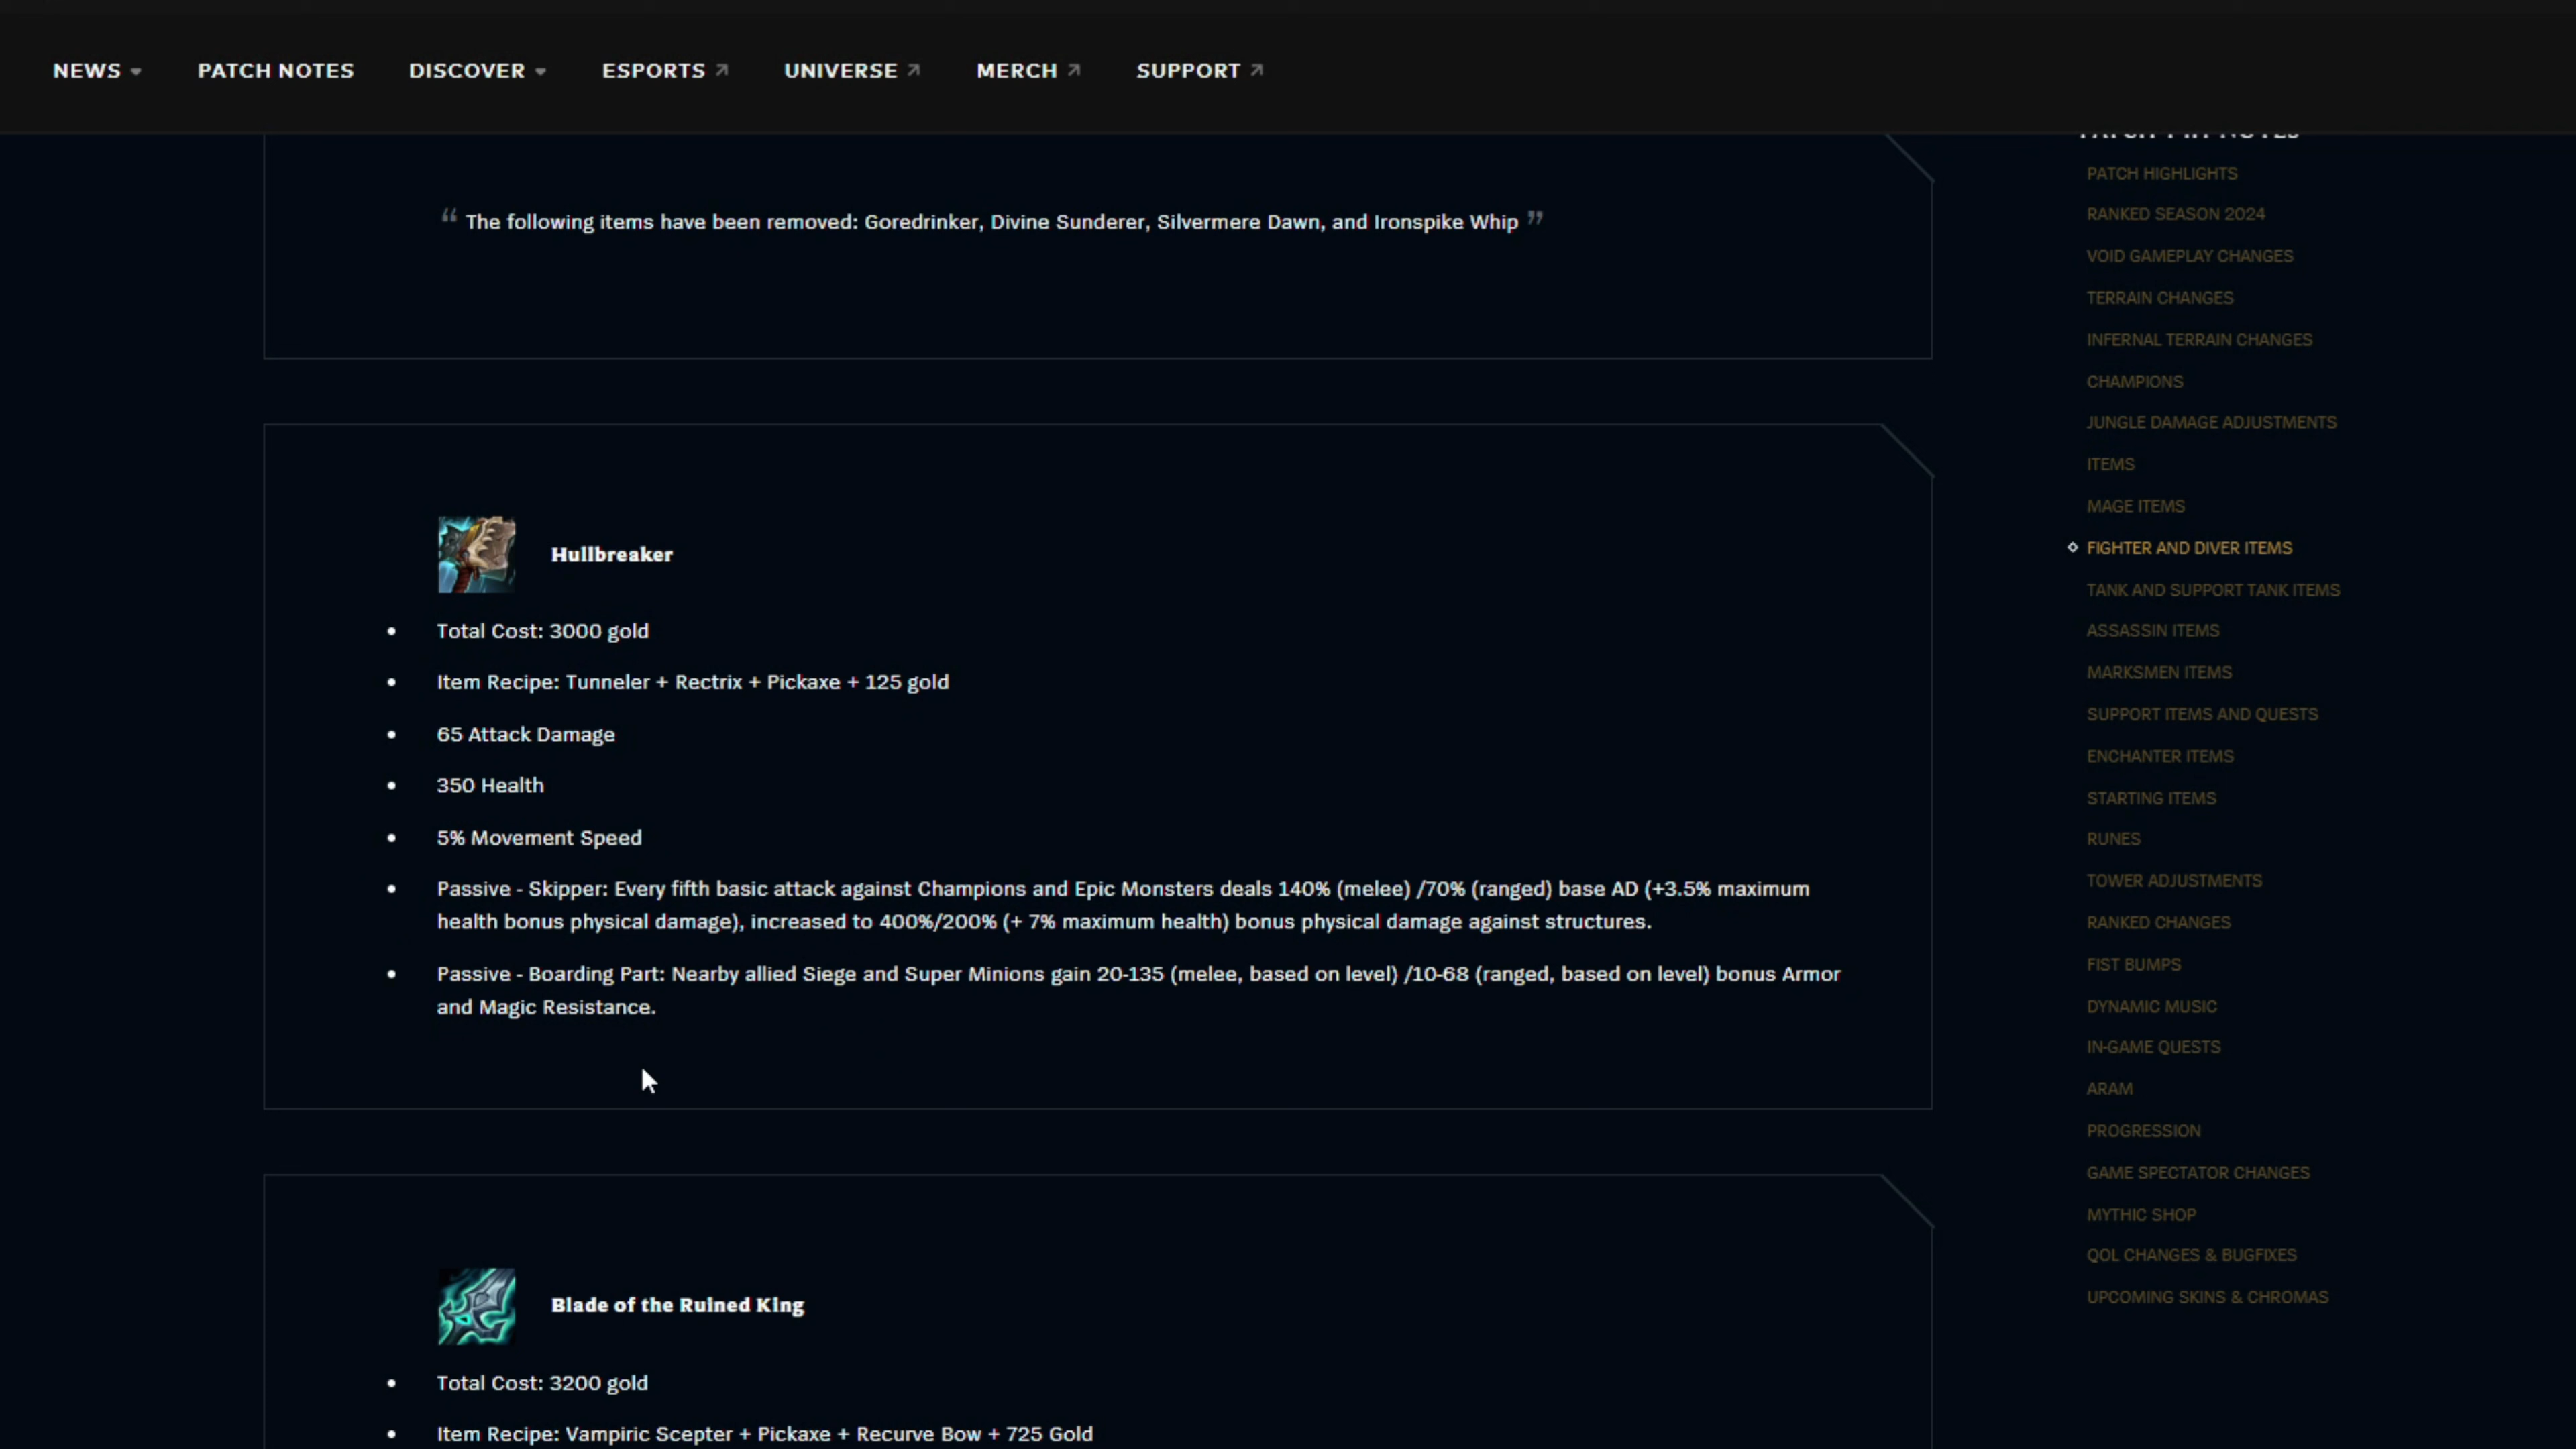 NEWS
PATCH NOTES
DISCOVER
ESPORTS
UNIVERSE
MERCH
SUPPORT
“ The following items have been removed: Goredrinker, Divine Sunderer, Silvermere Dawn, and Ironspike Whip ”
Hullbreaker
Total Cost: 3000 gold
Item Recipe: Tunneler + Rectrix + Pickaxe + 125 gold
65 Attack Damage
350 Health
5% Movement Speed
Passive - Skipper: Every fifth basic attack against Champions and Epic Monsters deals 140% (melee) /70% (ranged) base AD (+3.5% maximum
health bonus physical damage), increased to 400%/200% (+ 7% maximum health) bonus physical damage against structures.
Passive - Boarding Part: Nearby allied Siege and Super Minions gain 20-135 (melee, based on level) /10-68 (ranged, based on level) bonus Armor
and Magic Resistance.
Blade of the Ruined King
Total Cost: 3200 gold
Item Recipe: Vampiric Scepter + Pickaxe + Recurve Bow + 725 Gold
PATCH HIGHLIGHTS
RANKED SEASON 2024
VOID GAMEPLAY CHANGES
TERRAIN CHANGES
INFERNAL TERRAIN CHANGES
CHAMPIONS
JUNGLE DAMAGE ADJUSTMENTS
ITEMS
MAGE ITEMS
FIGHTER AND DIVER ITEMS
TANK AND SUPPORT TANK ITEMS
ASSASSIN ITEMS
MARKSMEN ITEMS
SUPPORT ITEMS AND QUESTS
ENCHANTER ITEMS
STARTING ITEMS
RUNES
TOWER ADJUSTMENTS
RANKED CHANGES
FIST BUMPS
DYNAMIC MUSIC
IN-GAME QUESTS
ARAM
PROGRESSION
GAME SPECTATOR CHANGES
MYTHIC SHOP
QOL CHANGES & BUGFIXES
UPCOMING SKINS & CHROMAS